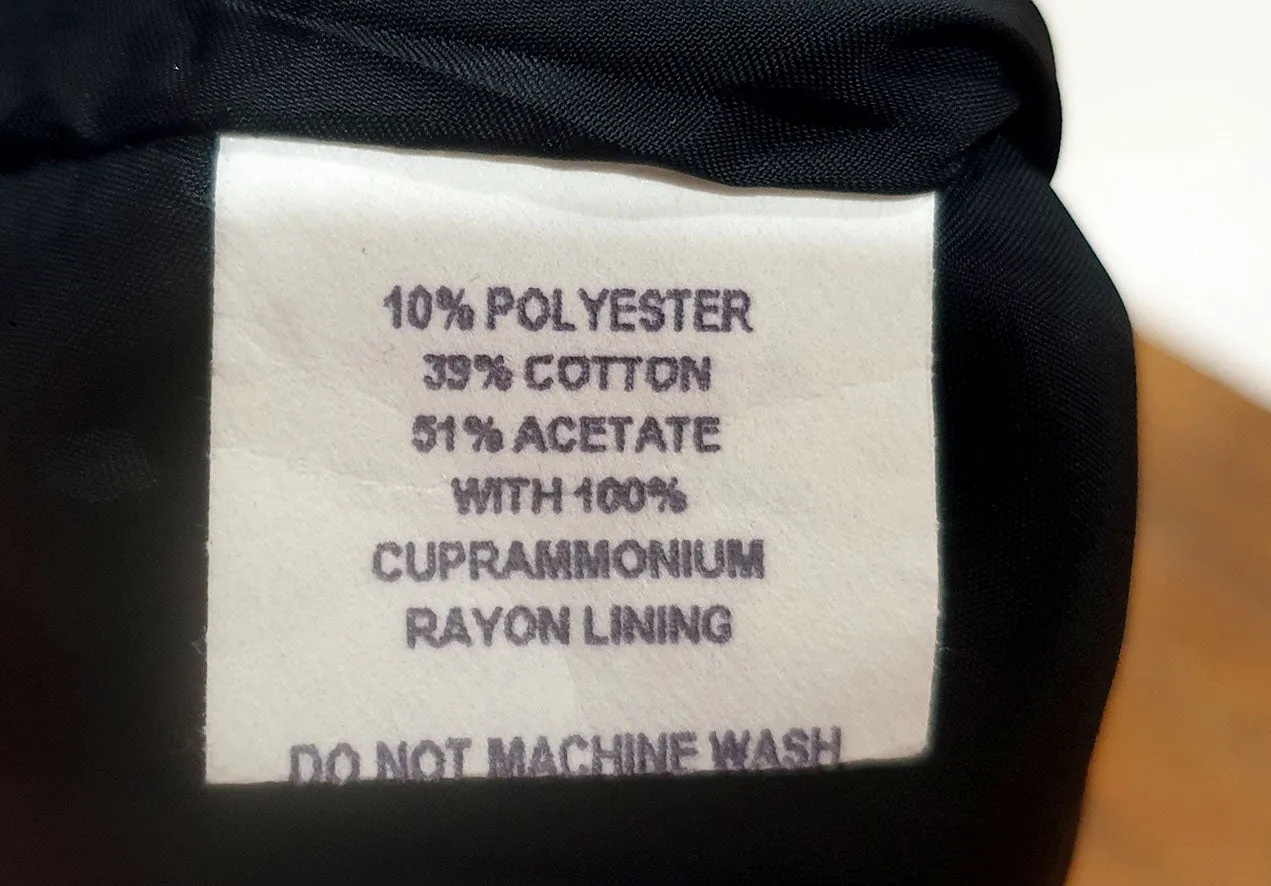 10% POLYESTER
39% COTTON
51% ACETATE
WITH 100%
CUPRAMMONIUM
RAYON LINING
DO NOT MACHINE WASH